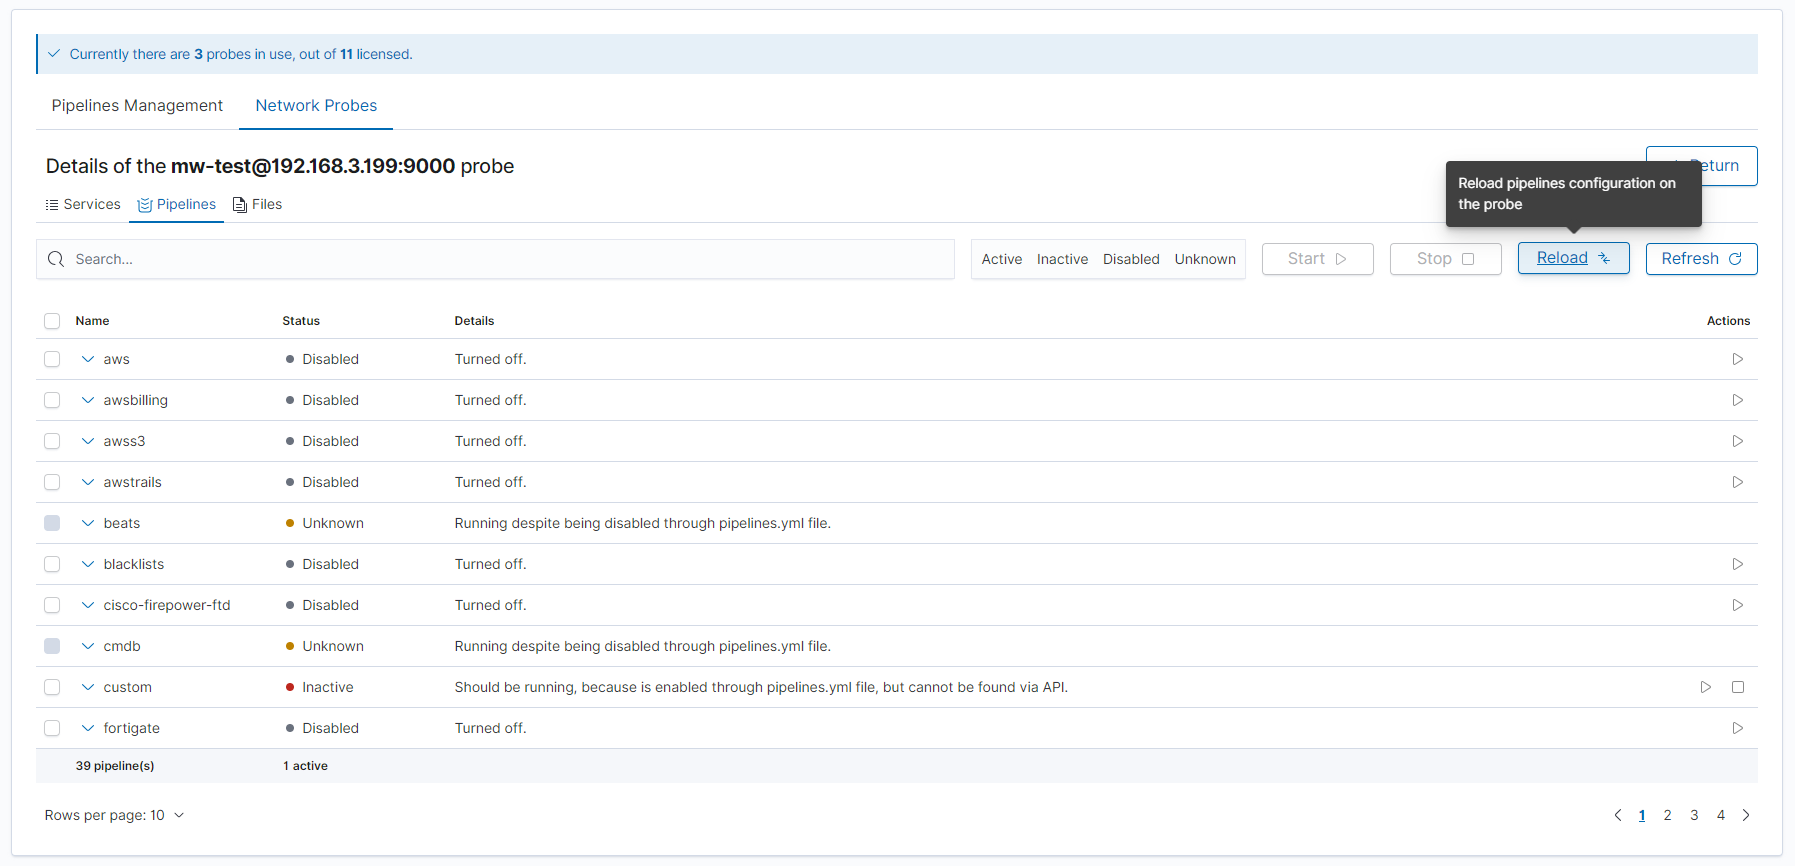 Currently there are 3 probes in use, out of 11 licensed.
Pipelines Management Network Probes
Details of the mw-test@192.168.3.199:9000 probe
Reload pipelines configuration on
the probe
Services Pipelines Files
Search...
Active Inactive Disabled Unknown
Start Stop Reload Refresh
Name Status Details Actions
aws Disabled Turned off.
awsbilling Disabled Turned off.
awss3 Disabled Turned off.
awstrails Disabled Turned off.
beats Unknown Running despite being disabled through pipelines.yml file.
blacklists Disabled Turned off.
cisco-firepower-ftd Disabled Turned off.
cmdb Unknown Running despite being disabled through pipelines.yml file.
custom Inactive Should be running, because is enabled through pipelines.yml file, but cannot be found via API.
fortigate Disabled Turned off.
39 pipeline(s) 1 active
Rows per page: 10
1 2 3 4